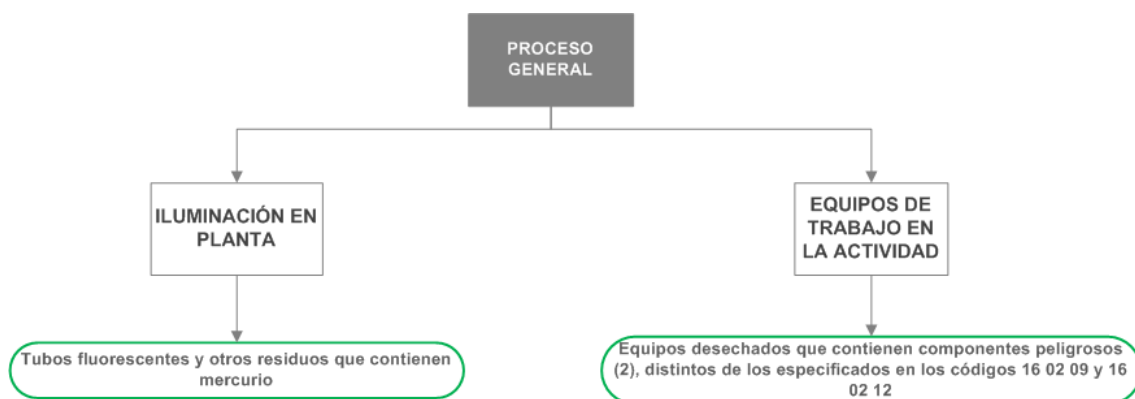 PROCESO
GENERAL
ILUMINACIÓN EN
PLANTA
EQUIPOS DE
TRABAJO EN
LA ACTIVIDAD
Tubos fluorescentes y otros residuos que contienen
mercurio
Equipos desechados que contienen componentes peligrosos
(2), distintos de los especificados en los códigos 16 02 09 y 16
02 12